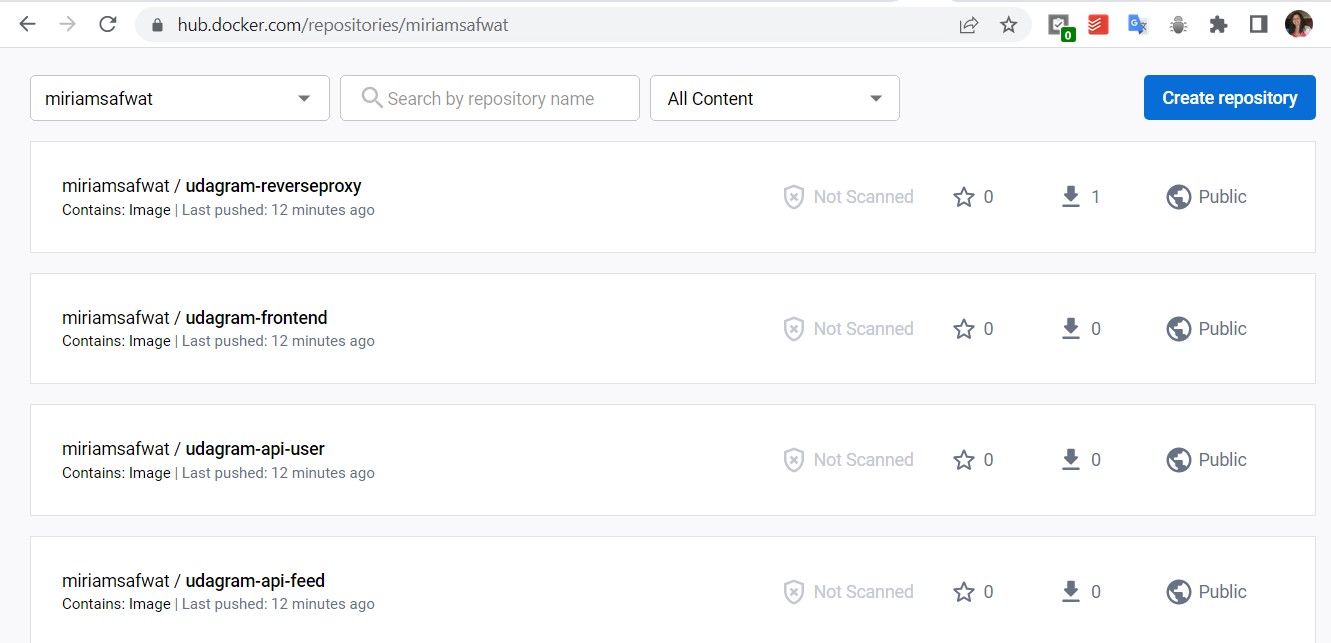 hub.docker.com/repositories/miriamsafwat
0
miriamsafwat
Search by repository name
All Content
Create repository
miriamsafwat / udagram-reverseproxy
Contains: Image | Last pushed: 12 minutes ago
Not Scanned
0
1
Public
miriamsafwat / udagram-frontend
Contains: Image | Last pushed: 12 minutes ago
Not Scanned
0
0
Public
miriamsafwat / udagram-api-user
Contains: Image | Last pushed: 12 minutes ago
Not Scanned
0
0
Public
miriamsafwat / udagram-api-feed
Contains: Image | Last pushed: 12 minutes ago
Not Scanned
0
0
Public